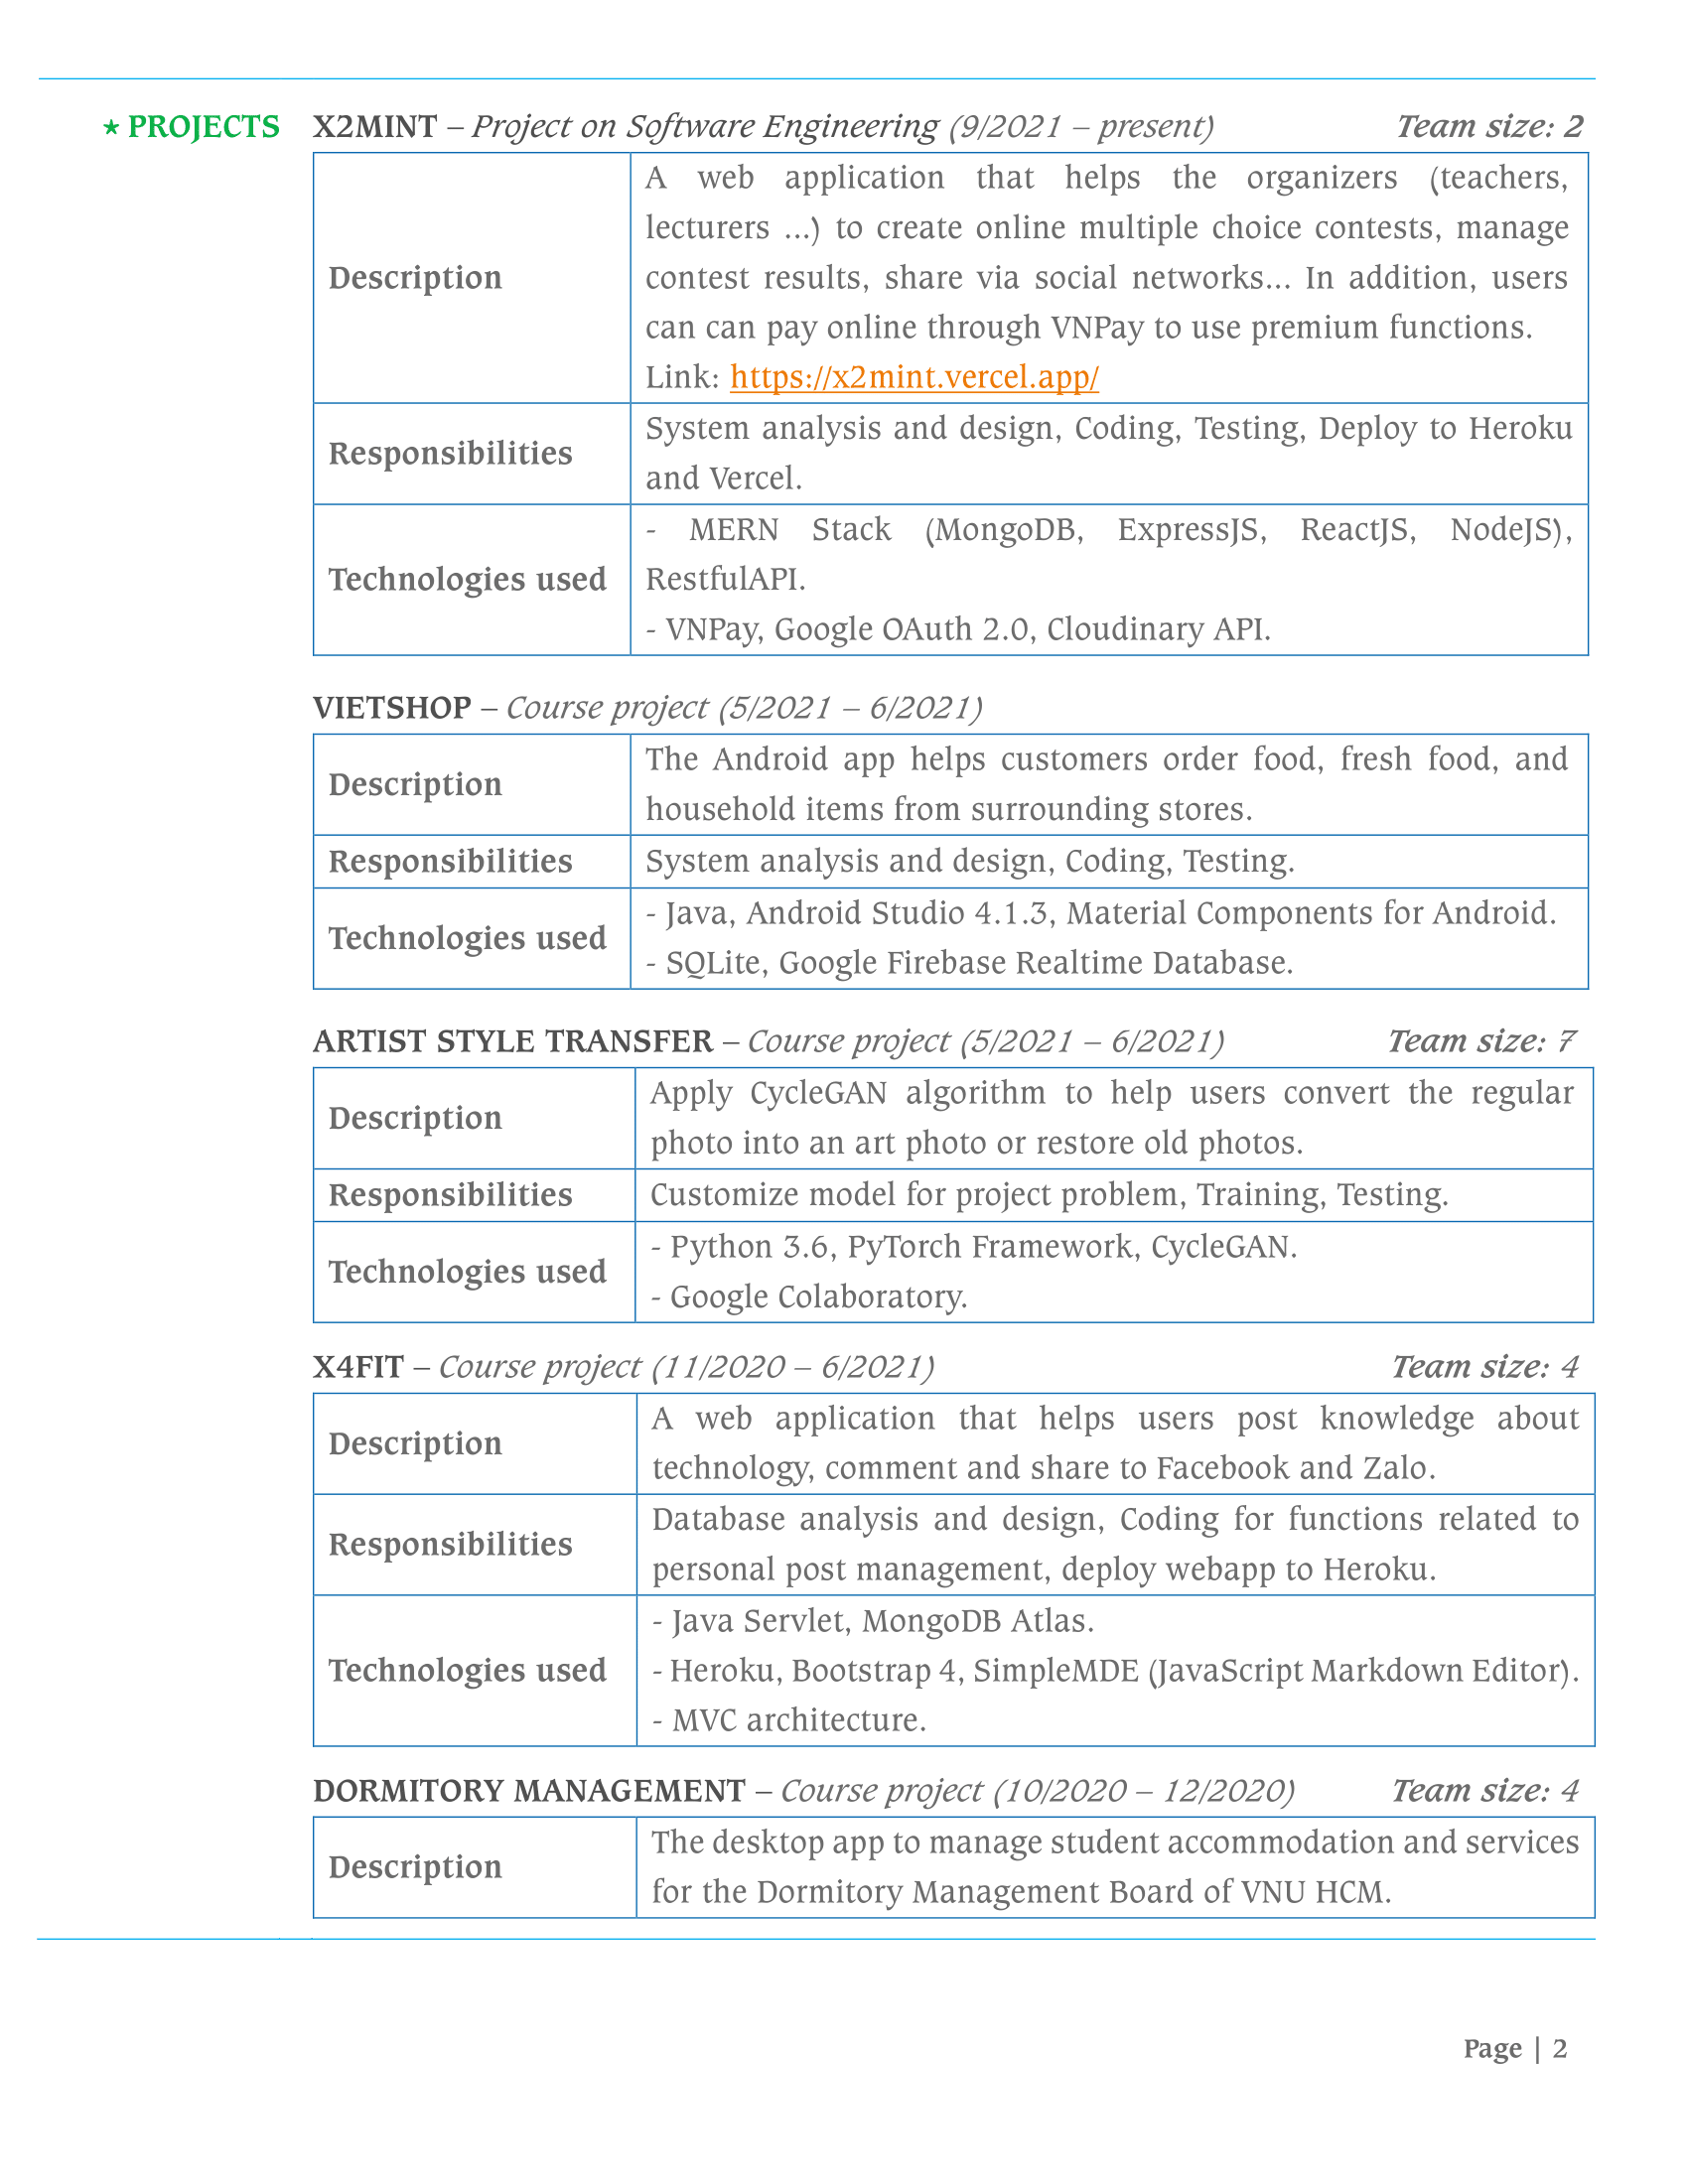 ★ PROJECTS
X2MINT – Project on Software Engineering (9/2021 – present) Team size: 2
Description
A web application that helps the organizers (teachers,
lecturers ...) to create online multiple choice contests, manage
contest results, share via social networks... In addition, users
can can pay online through VNPay to use premium functions.
Link: https://x2mint.vercel.app/
Responsibilities
System analysis and design, Coding, Testing, Deploy to Heroku
and Vercel.
Technologies used
- MERN Stack (MongoDB, ExpressJS, ReactJS, NodeJS),
RestfulAPI.
- VNPay, Google OAuth 2.0, Cloudinary API.
VIETSHOP – Course project (5/2021 – 6/2021)
Description
The Android app helps customers order food, fresh food, and
household items from surrounding stores.
Responsibilities
System analysis and design, Coding, Testing.
Technologies used
- Java, Android Studio 4.1.3, Material Components for Android.
- SQLite, Google Firebase Realtime Database.
ARTIST STYLE TRANSFER – Course project (5/2021 – 6/2021) Team size: 7
Description
Apply CycleGAN algorithm to help users convert the regular
photo into an art photo or restore old photos.
Responsibilities
Customize model for project problem, Training, Testing.
Technologies used
- Python 3.6, PyTorch Framework, CycleGAN.
- Google Colaboratory.
X4FIT – Course project (11/2020 – 6/2021) Team size: 4
Description
A web application that helps users post knowledge about
technology, comment and share to Facebook and Zalo.
Responsibilities
Database analysis and design, Coding for functions related to
personal post management, deploy webapp to Heroku.
Technologies used
- Java Servlet, MongoDB Atlas.
- Heroku, Bootstrap 4, SimpleMDE (JavaScript Markdown Editor).
- MVC architecture.
DORMITORY MANAGEMENT – Course project (10/2020 – 12/2020) Team size: 4
Description
The desktop app to manage student accommodation and services
for the Dormitory Management Board of VNU HCM.
Page | 2